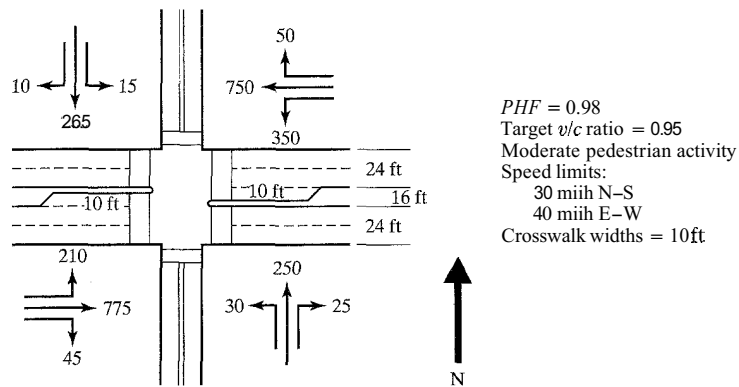 50
10
15
750
265
350
24 ft
10 ft
16 ft
10 ft
24 ft
210
250
775
30
25
45
N
PHF = 0.98
Target v/c ratio = 0.95
Moderate pedestrian activity
Speed limits:
30 miih N–S
40 miih E–W
Crosswalk widths = 10 ft